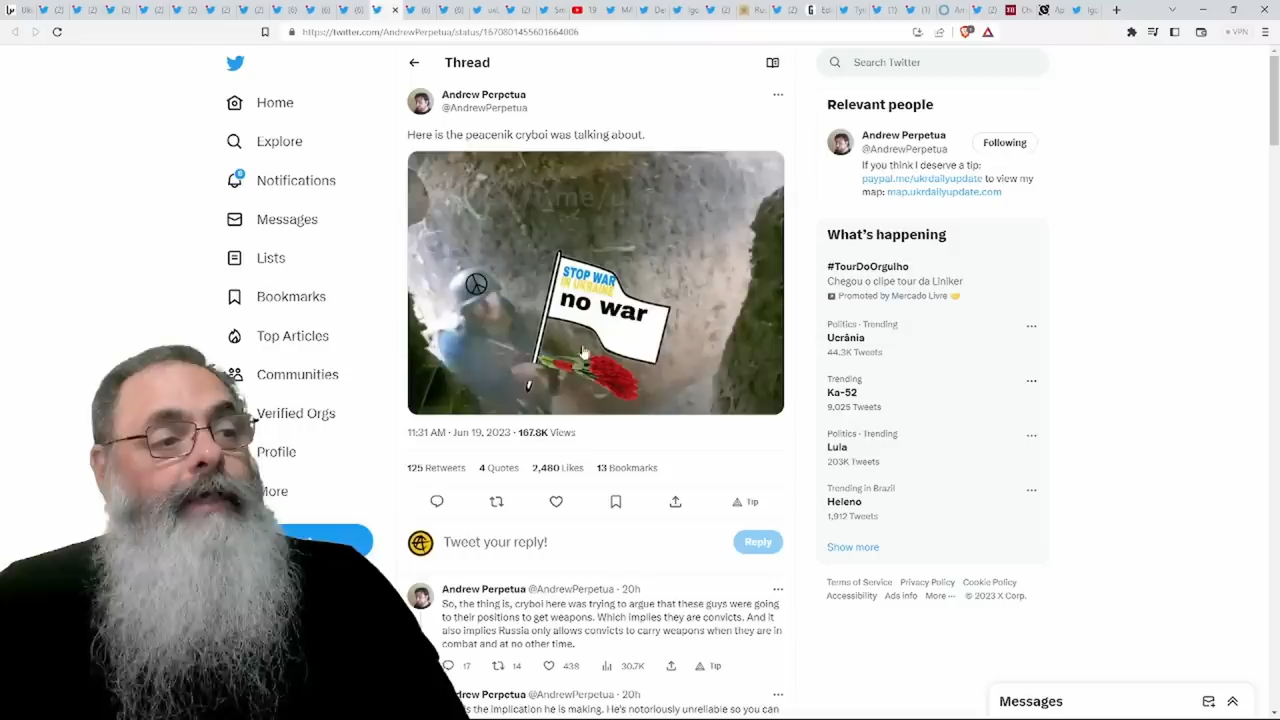 https://twitter.com/AndrewPerpetua/status/1670801455601664006
VPN
Home
Explore
Notifications
Messages
Lists
Bookmarks
Top Articles
Communities
Verified Orgs
Profile
More
Thread
Andrew Perpetua
@AndrewPerpetua
Here is the peacenik cryboi was talking about.
STOP WAR
IN UKRAINE
no war
11:31 AM · Jun 19, 2023 · 167.8K Views
125 Retweets 4 Quotes 2,480 Likes 13 Bookmarks
Tip
Tweet your reply!
Reply
Andrew Perpetua @AndrewPerpetua · 20h
So, the thing is, cryboi here was trying to argue that these guys were going
to their positions to get weapons. Which implies they are convicts. And it
also implies Russia only allows convicts to carry weapons when they are in
combat and at no other time.
17 14 438 30.7K Tip
Perpetua @AndrewPerpetua · 20h
the implication he is making. He's notoriously unreliable so you can
Search Twitter
Relevant people
Andrew Perpetua
@AndrewPerpetua
Following
If you think I deserve a tip:
paypal.me/ukrdailyupdate to view my
map: map.ukrdailyupdate.com
What's happening
#TourDoOrgulho
Chegou o clipe tour da Liniker
Promoted by Mercado Livre
Politics · Trending
Ucrânia
44.3K Tweets
Trending
Ka-52
9,025 Tweets
Politics · Trending
Lula
203K Tweets
Trending in Brazil
Heleno
1,912 Tweets
Show more
Terms of Service Privacy Policy Cookie Policy
Accessibility Ads info More ··· © 2023 X Corp.
Messages